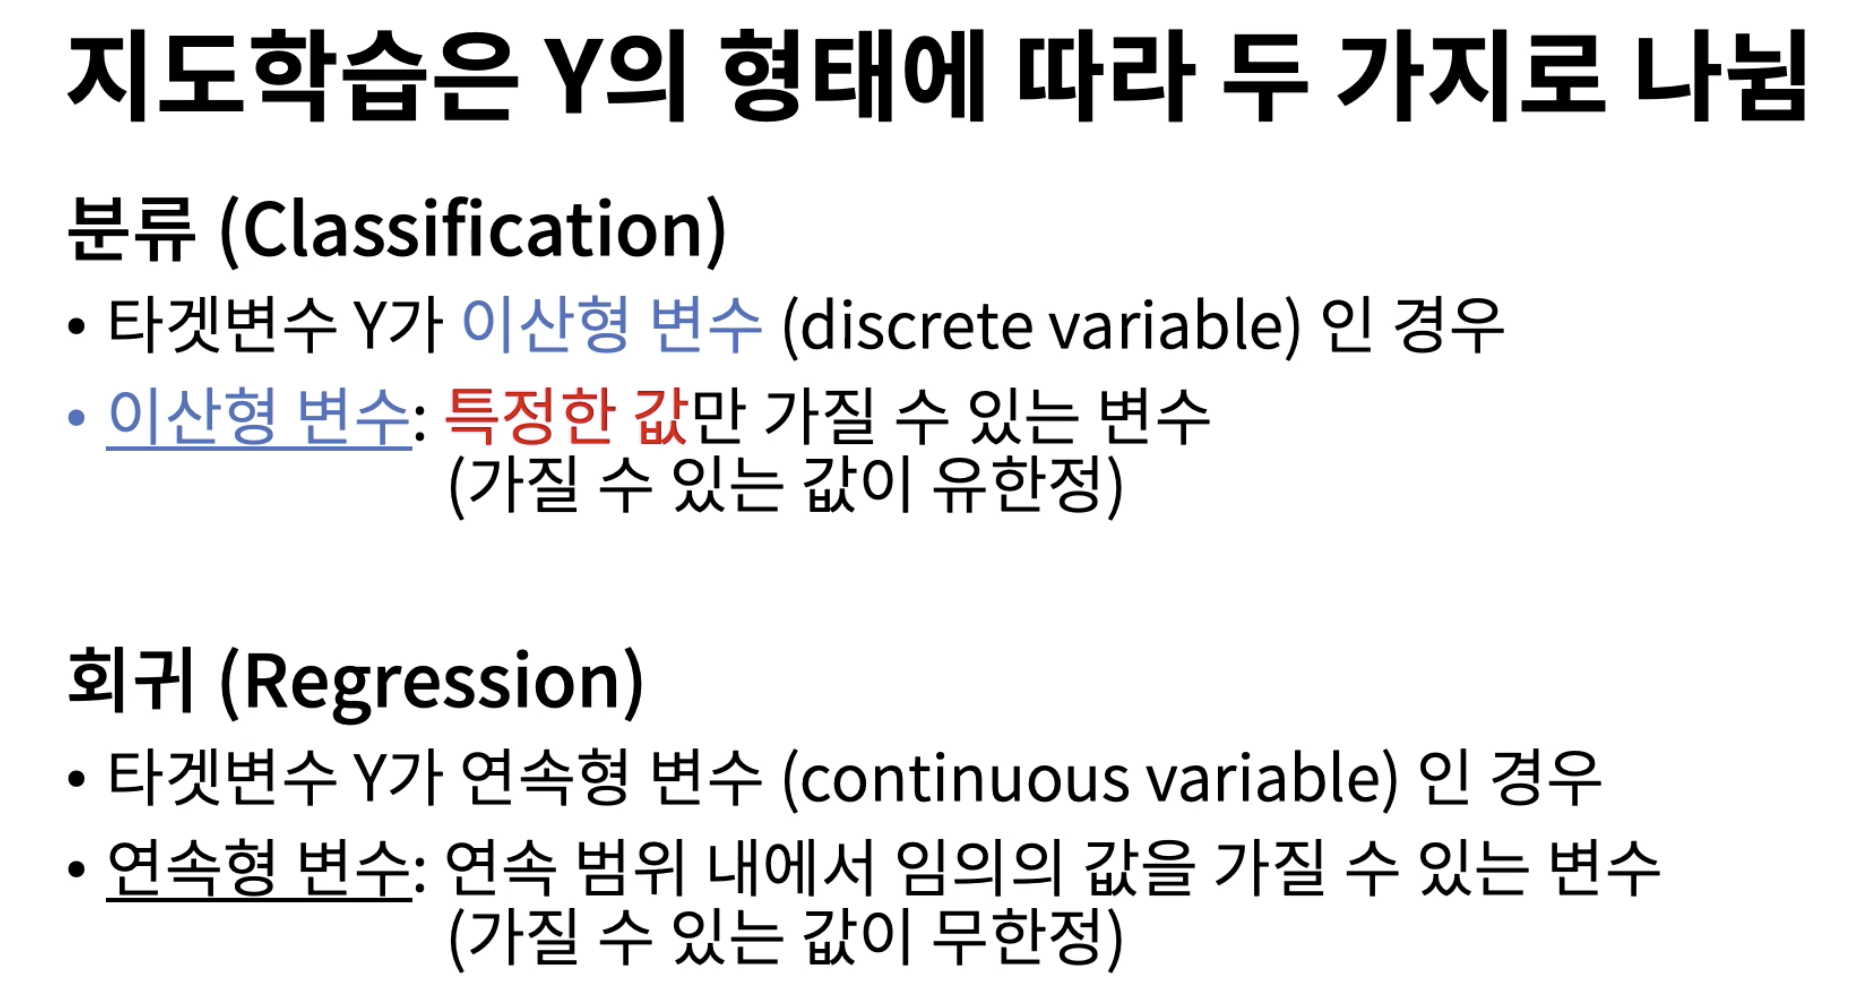 지도학습은 Y의 형태에 따라 두 가지로 나뉨
분류 (Classification)
• 타겟변수 Y가 이산형 변수 (discrete variable) 인 경우
• 이산형 변수: 특정한 값만 가질 수 있는 변수
(가질 수 있는 값이 유한정)
회귀 (Regression)
• 타겟변수 Y가 연속형 변수 (continuous variable) 인 경우
• 연속형 변수: 연속 범위 내에서 임의의 값을 가질 수 있는 변수
(가질 수 있는 값이 무한정)